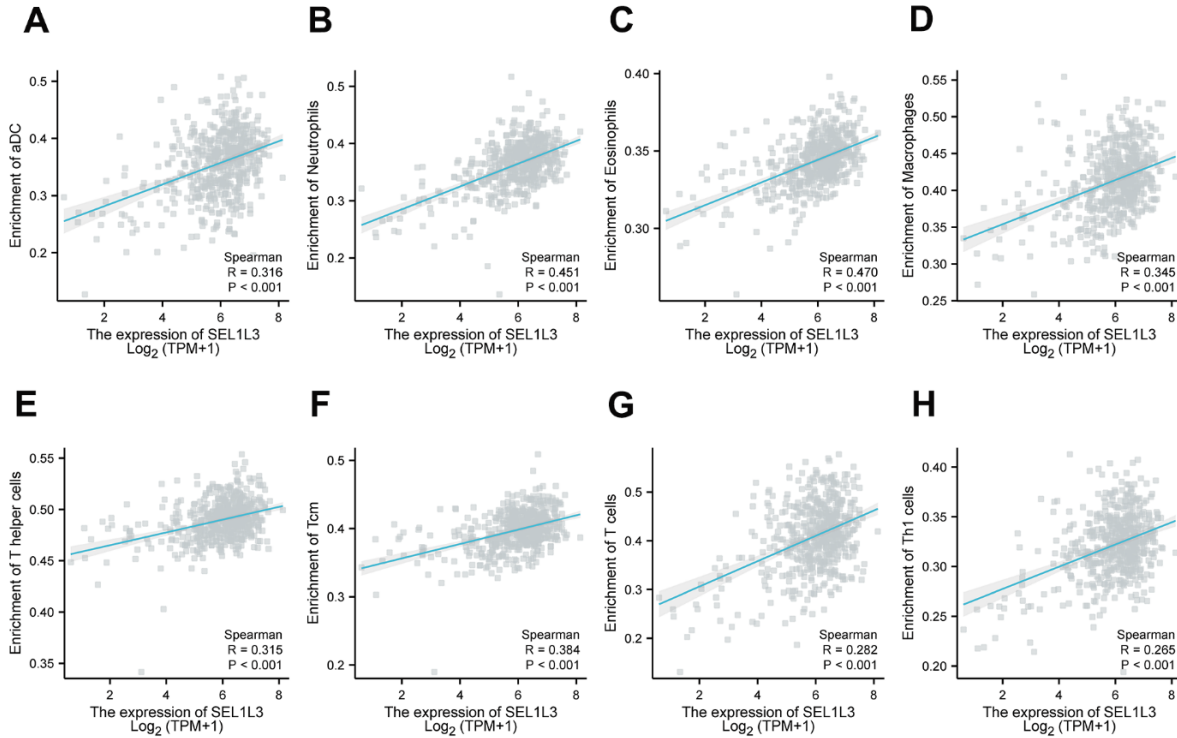 A
Enrichment of aDC
0.5
0.4
0.3
0.2
Spearman
R = 0.316
P < 0.001
2 4 6 8
The expression of SEL1L3
Log2 (TPM+1)
B
Enrichment of Neutrophils
0.5
0.4
0.3
0.2
Spearman
R = 0.451
P < 0.001
2 4 6 8
The expression of SEL1L3
Log2 (TPM+1)
C
Enrichment of Eosinophils
0.40
0.35
0.30
Spearman
R = 0.470
P < 0.001
2 4 6 8
The expression of SEL1L3
Log2 (TPM+1)
D
Enrichment of Macrophages
0.55
0.50
0.45
0.40
0.35
0.30
0.25
Spearman
R = 0.345
P < 0.001
2 4 6 8
The expression of SEL1L3
Log2 (TPM+1)
E
Enrichment of T helper cells
0.55
0.50
0.45
0.40
0.35
Spearman
R = 0.315
P < 0.001
2 4 6 8
The expression of SEL1L3
Log2 (TPM+1)
F
Enrichment of Tcm
0.5
0.4
0.3
0.2
Spearman
R = 0.384
P < 0.001
2 4 6 8
The expression of SEL1L3
Log2 (TPM+1)
G
Enrichment of T cells
0.5
0.4
0.3
0.2
Spearman
R = 0.282
P < 0.001
2 4 6 8
The expression of SEL1L3
Log2 (TPM+1)
H
Enrichment of Th1 cells
0.40
0.35
0.30
0.25
0.20
Spearman
R = 0.265
P < 0.001
2 4 6 8
The expression of SEL1L3
Log2 (TPM+1)